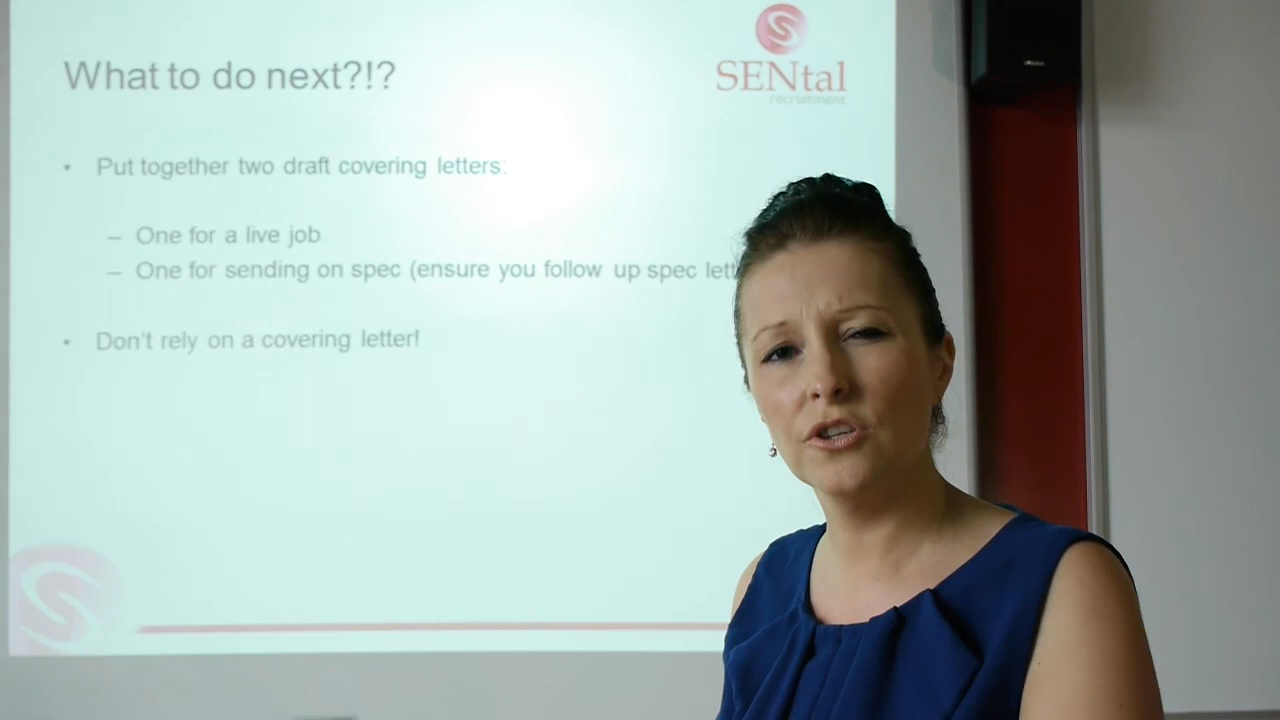 What to do next?!?
SENtal
recruitment
• Put together two draft covering letters:
– One for a live job
– One for sending on spec (ensure you follow up spec lett
• Don't rely on a covering letter!